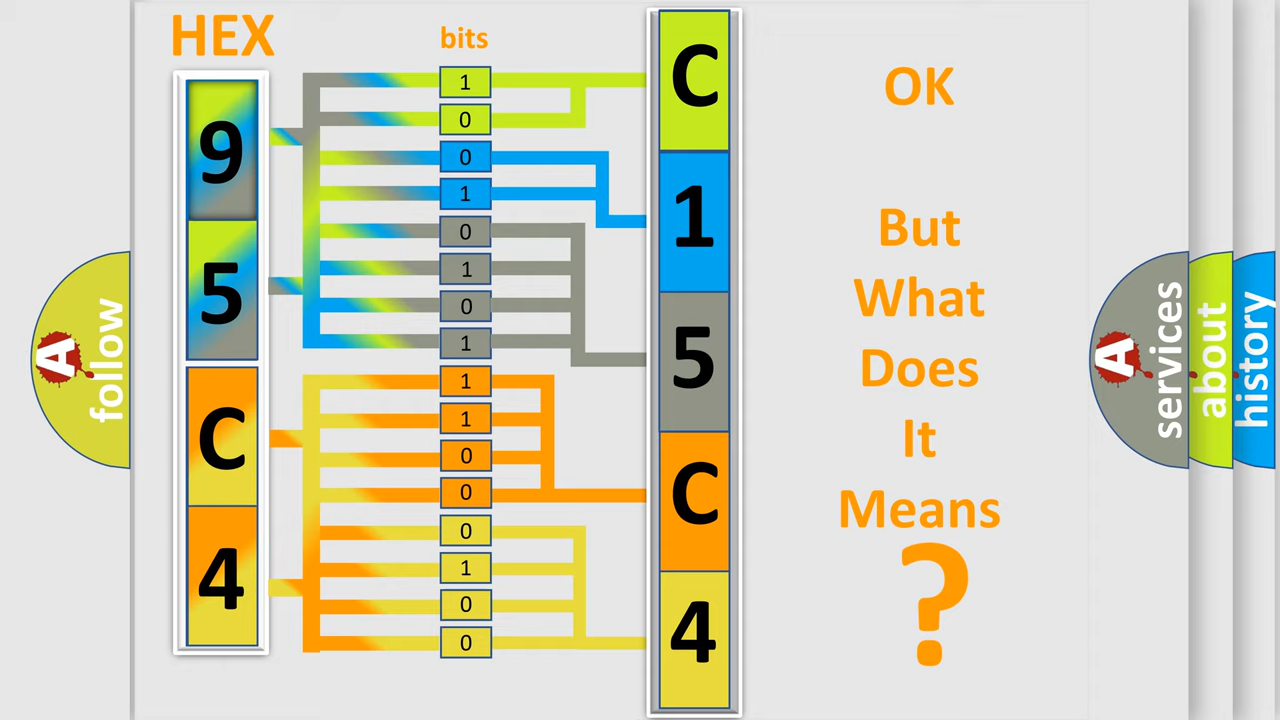 HEX
bits
9
5
C
4
1
0
0
1
0
1
0
1
1
1
0
0
0
1
0
0
C
1
5
C
4
OK
But
What
Does
It
Means
?
A
follow
A
services
about
history